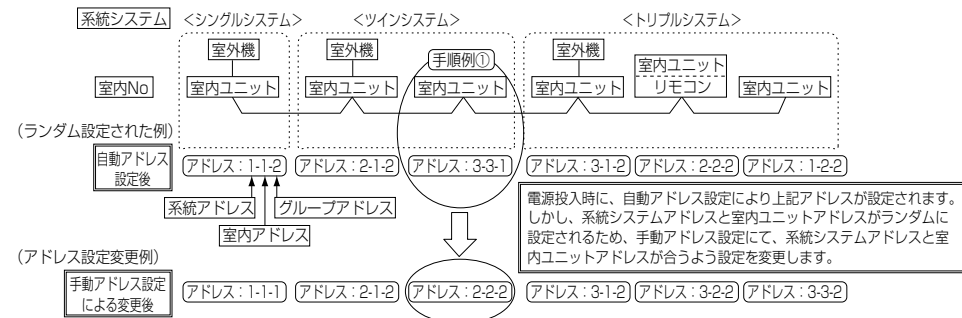 系統システム <シングルシステム> <ツインシステム> <トリプルシステム>
室外機 室外機 手順例① 室外機
室内No 室内ユニット 室内ユニット 室内ユニット 室内ユニット 室内ユニット リモコン 室内ユニット
(ランダム設定された例)
自動アドレス
設定後
アドレス:1-1-2 アドレス:2-1-2 アドレス:3-3-1 アドレス:3-1-2 アドレス:2-2-2 アドレス:1-2-2
系統アドレス グループアドレス
室内アドレス
電源投入時に、自動アドレス設定により上記アドレスが設定されます。
しかし、系統システムアドレスと室内ユニットアドレスがランダムに
設定されるため、手動アドレス設定にて、系統システムアドレスと室
内ユニットアドレスが合うよう設定を変更します。
(アドレス設定変更例)
手動アドレス設定
による変更後
アドレス:1-1-1 アドレス:2-1-2 アドレス:2-2-2 アドレス:3-1-2 アドレス:3-2-2 アドレス:3-3-2